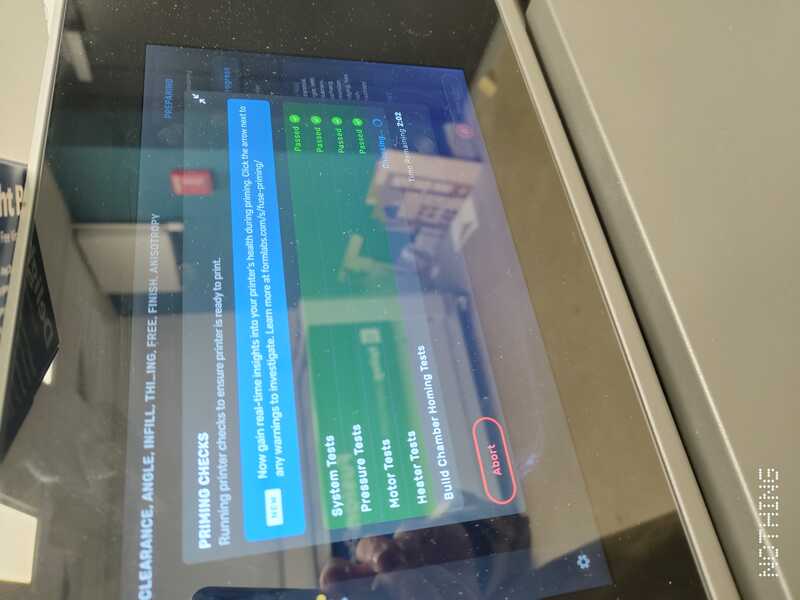 CLEARANCE, ANGLE, INFILL, THI...ING, FREE, FINISH, ANISOTROPY
PREPARING
PRIMING CHECKS
Running printer checks to ensure printer is ready to print.
NEW
Now gain real-time insights into your printer's health during priming. Click the arrow next to
any warnings to investigate. Learn more at formlabs.com/s/fuse-priming/
System Tests
Passed
Pressure Tests
Passed
Motor Tests
Passed
Heater Tests
Passed
Build Chamber Homing Tests
Checking...
Time Remaining 2:02
Abort
NOTHING